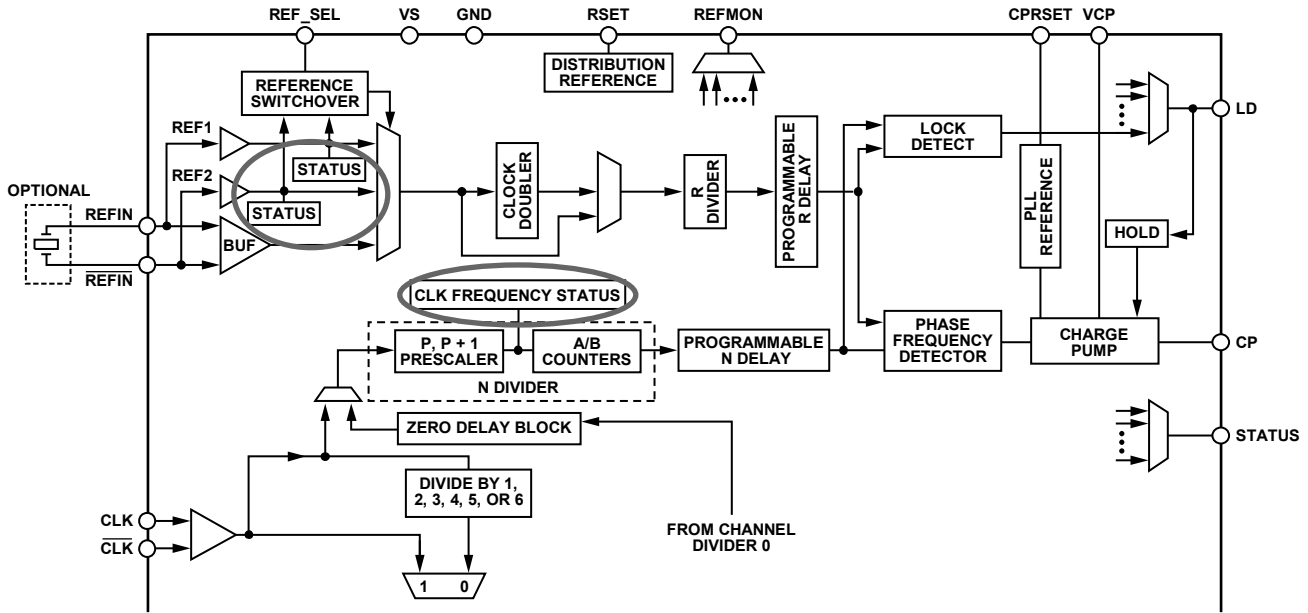 REF_SEL
VS
GND
RSET
REFMON
CPRSET
VCP
DISTRIBUTION
REFERENCE
REFERENCE
SWITCHOVER
REF1
STATUS
REF2
STATUS
OPTIONAL
REFIN
REFIN
BUF
CLOCK
DOUBLER
R
DIVIDER
PROGRAMMABLE
R DELAY
LOCK
DETECT
LD
PLL
REFERENCE
HOLD
CLK FREQUENCY STATUS
P, P + 1
PRESCALER
A/B
COUNTERS
N DIVIDER
PROGRAMMABLE
N DELAY
PHASE
FREQUENCY
DETECTOR
CHARGE
PUMP
CP
ZERO DELAY BLOCK
STATUS
DIVIDE BY 1,
2, 3, 4, 5, OR 6
CLK
CLK
FROM CHANNEL
DIVIDER 0
1 0